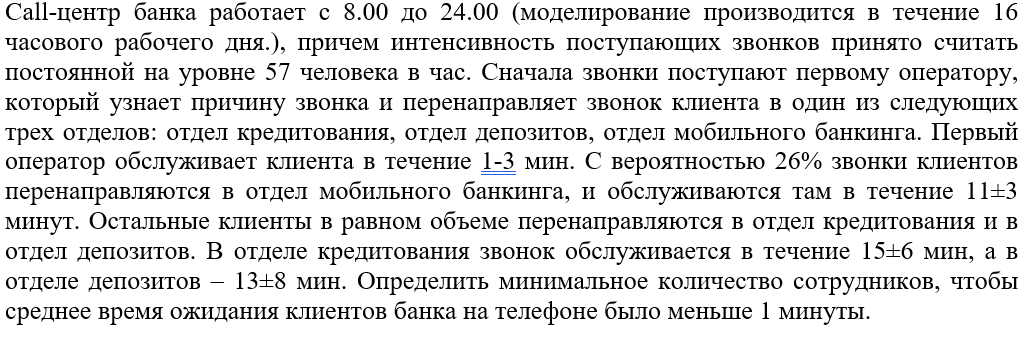 Call-центр банка работает с 8.00 до 24.00 (моделирование производится в течение 16
часового рабочего дня.), причем интенсивность поступающих звонков принято считать
постоянной на уровне 57 человека в час. Сначала звонки поступают первому оператору,
который узнает причину звонка и перенаправляет звонок клиента в один из следующих
трех отделов: отдел кредитования, отдел депозитов, отдел мобильного банкинга. Первый
оператор обслуживает клиента в течение 1-3 мин. С вероятностью 26% звонки клиентов
перенаправляются в отдел мобильного банкинга, и обслуживаются там в течение 11±3
минут. Остальные клиенты в равном объеме перенаправляются в отдел кредитования и в
отдел депозитов. В отделе кредитования звонок обслуживается в течение 15±6 мин, а в
отделе депозитов – 13±8 мин. Определить минимальное количество сотрудников, чтобы
среднее время ожидания клиентов банка на телефоне было меньше 1 минуты.